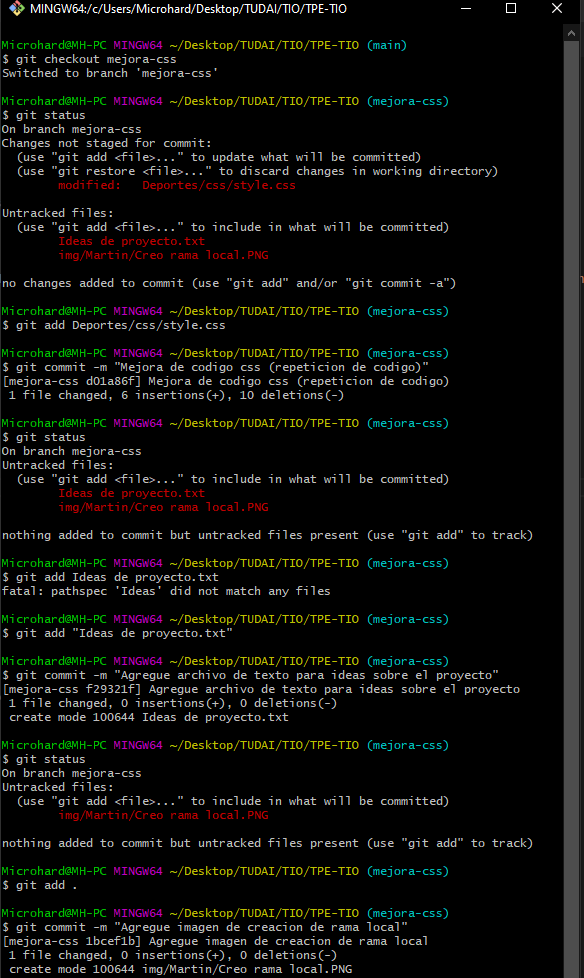 MINGW64:/c/Users/Microhard/Desktop/TUDAI/TIO/TPE-TIO
Microhard@MH-PC MINGW64 ~/Desktop/TUDAI/TIO/TPE-TIO (main)
$ git checkout mejora-css
Switched to branch 'mejora-css'
Microhard@MH-PC MINGW64 ~/Desktop/TUDAI/TIO/TPE-TIO (mejora-css)
$ git status
On branch mejora-css
Changes not staged for commit:
  (use "git add <file>..." to update what will be committed)
  (use "git restore <file>..." to discard changes in working directory)
        modified:   Deportes/css/style.css
Untracked files:
  (use "git add <file>..." to include in what will be committed)
        Ideas de proyecto.txt
        img/Martin/Creo rama local.PNG
no changes added to commit (use "git add" and/or "git commit -a")
Microhard@MH-PC MINGW64 ~/Desktop/TUDAI/TIO/TPE-TIO (mejora-css)
$ git add Deportes/css/style.css
Microhard@MH-PC MINGW64 ~/Desktop/TUDAI/TIO/TPE-TIO (mejora-css)
$ git commit -m "Mejora de codigo css (repeticion de codigo)"
[mejora-css d01a86f] Mejora de codigo css (repeticion de codigo)
 1 file changed, 6 insertions(+), 10 deletions(-)
Microhard@MH-PC MINGW64 ~/Desktop/TUDAI/TIO/TPE-TIO (mejora-css)
$ git status
On branch mejora-css
Untracked files:
  (use "git add <file>..." to include in what will be committed)
        Ideas de proyecto.txt
        img/Martin/Creo rama local.PNG
nothing added to commit but untracked files present (use "git add" to track)
Microhard@MH-PC MINGW64 ~/Desktop/TUDAI/TIO/TPE-TIO (mejora-css)
$ git add Ideas de proyecto.txt
fatal: pathspec 'Ideas' did not match any files
Microhard@MH-PC MINGW64 ~/Desktop/TUDAI/TIO/TPE-TIO (mejora-css)
$ git add "Ideas de proyecto.txt"
Microhard@MH-PC MINGW64 ~/Desktop/TUDAI/TIO/TPE-TIO (mejora-css)
$ git commit -m "Agregue archivo de texto para ideas sobre el proyecto"
[mejora-css f29321f] Agregue archivo de texto para ideas sobre el proyecto
 1 file changed, 0 insertions(+), 0 deletions(-)
 create mode 100644 Ideas de proyecto.txt
Microhard@MH-PC MINGW64 ~/Desktop/TUDAI/TIO/TPE-TIO (mejora-css)
$ git status
On branch mejora-css
Untracked files:
  (use "git add <file>..." to include in what will be committed)
        img/Martin/Creo rama local.PNG
nothing added to commit but untracked files present (use "git add" to track)
Microhard@MH-PC MINGW64 ~/Desktop/TUDAI/TIO/TPE-TIO (mejora-css)
$ git add .
Microhard@MH-PC MINGW64 ~/Desktop/TUDAI/TIO/TPE-TIO (mejora-css)
$ git commit -m "Agregue imagen de creacion de rama local"
[mejora-css 1bcef1b] Agregue imagen de creacion de rama local
 1 file changed, 0 insertions(+), 0 deletions(-)
 create mode 100644 img/Martin/Creo rama local.PNG